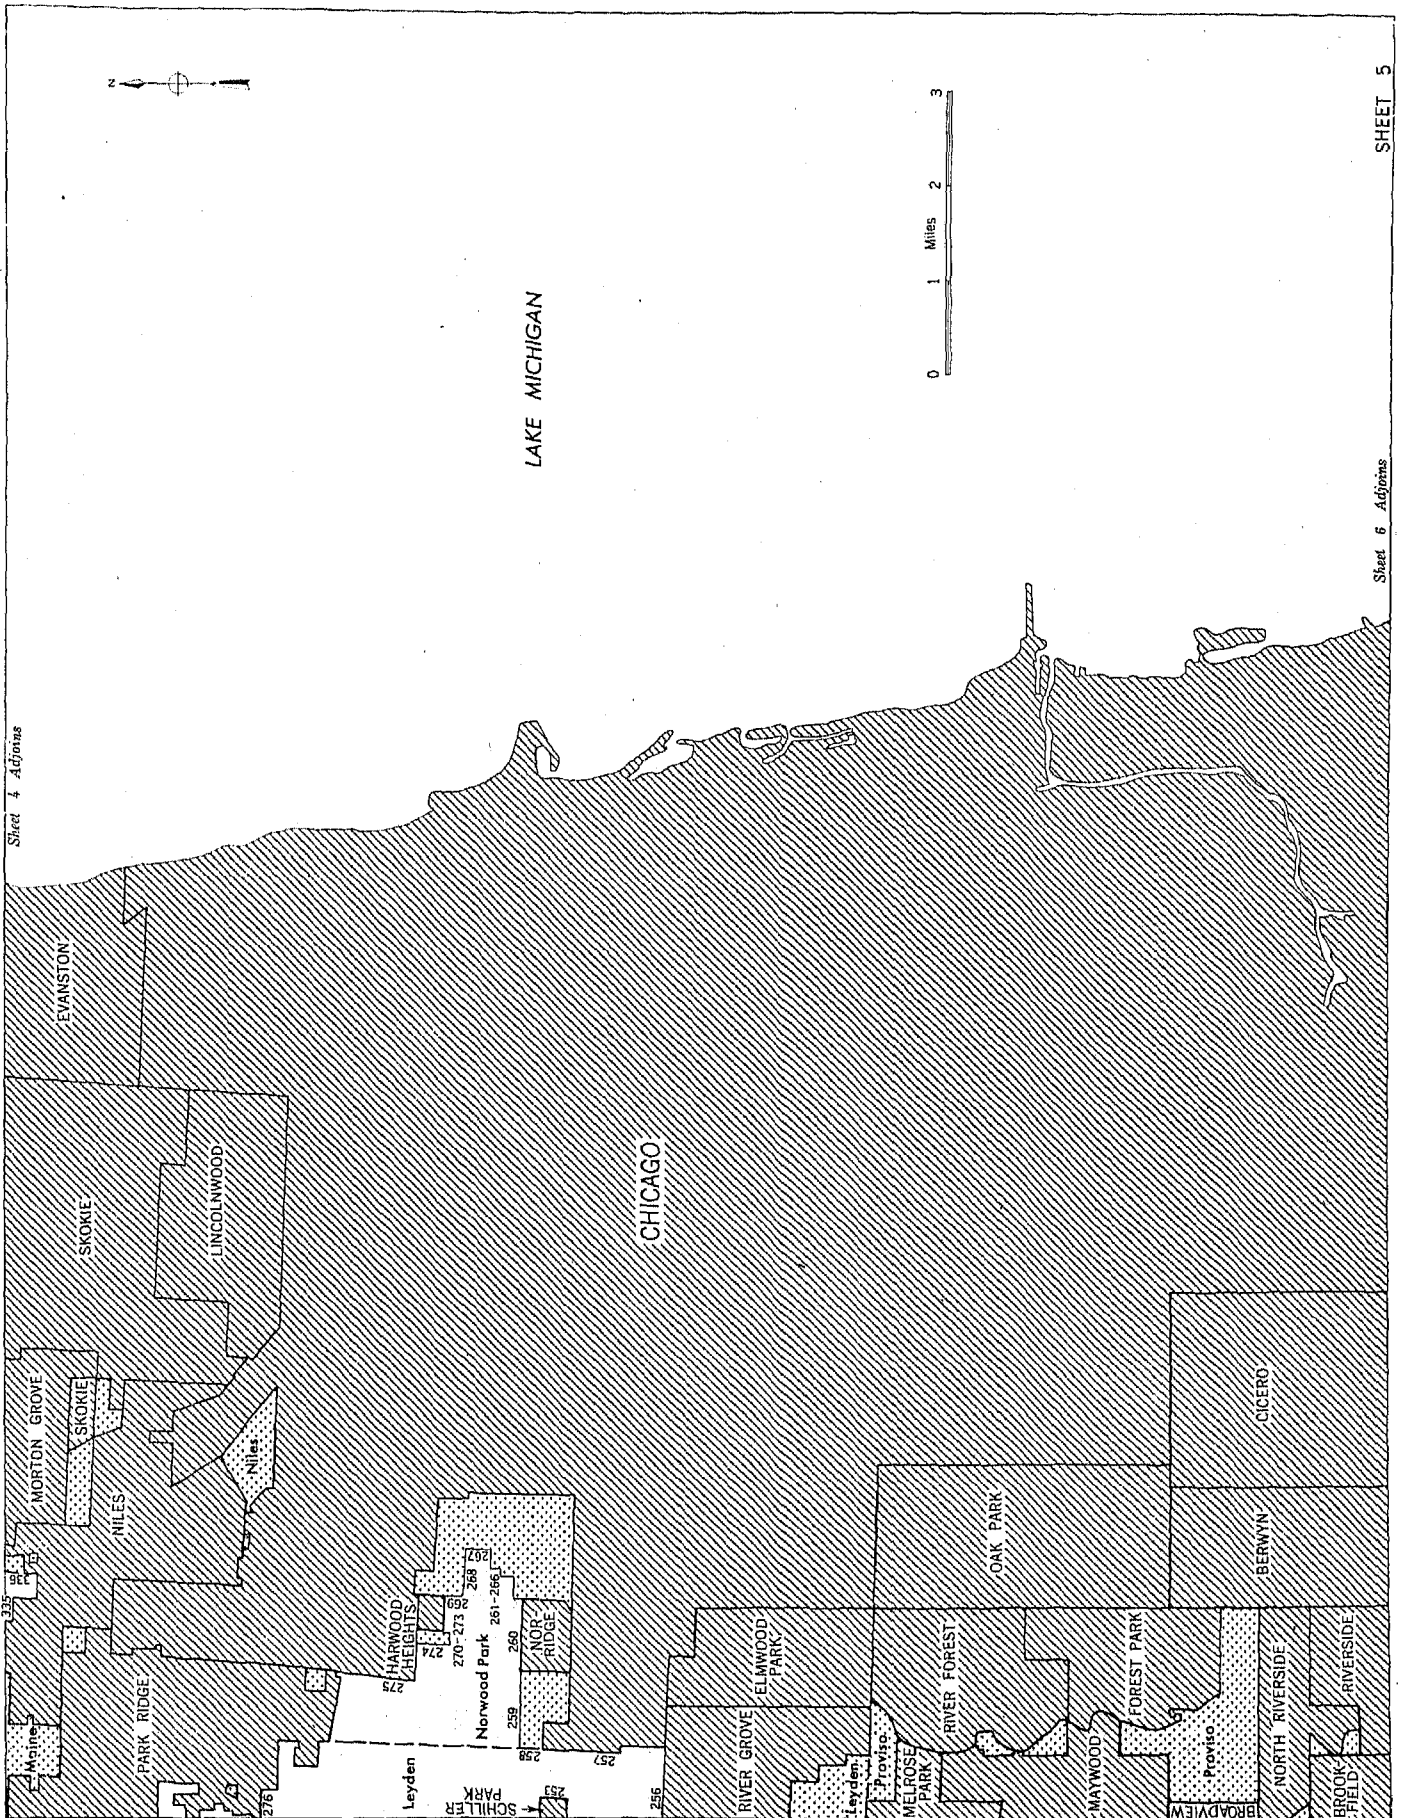 Sheet 4 Adjoins
N
LAKE MICHIGAN
0 1 Miles 2 3
SHEET 5
Sheet 6 Adjoins
EVANSTON
SKOKIE
LINCOLNWOOD
CHICAGO
MORTON GROVE
SKOKIE
NILES
Niles
335
336
Maine
PARK RIDGE
276
HARWOOD
HEIGHTS
275
274
270-273
269
268
267
261-266
260
259
258
257
256
253
Norwood Park
NOR-
RIDGE
Leyden
SCHILLER
PARK
ELMWOOD
PARK
RIVER GROVE
Leyden
Proviso
MELROSE
PARK
RIVER FOREST
OAK PARK
MAYWOOD
FOREST PARK
Proviso
BROADVIEW
CICERO
BERWYN
NORTH RIVERSIDE
RIVERSIDE
BROOK-
FIELD